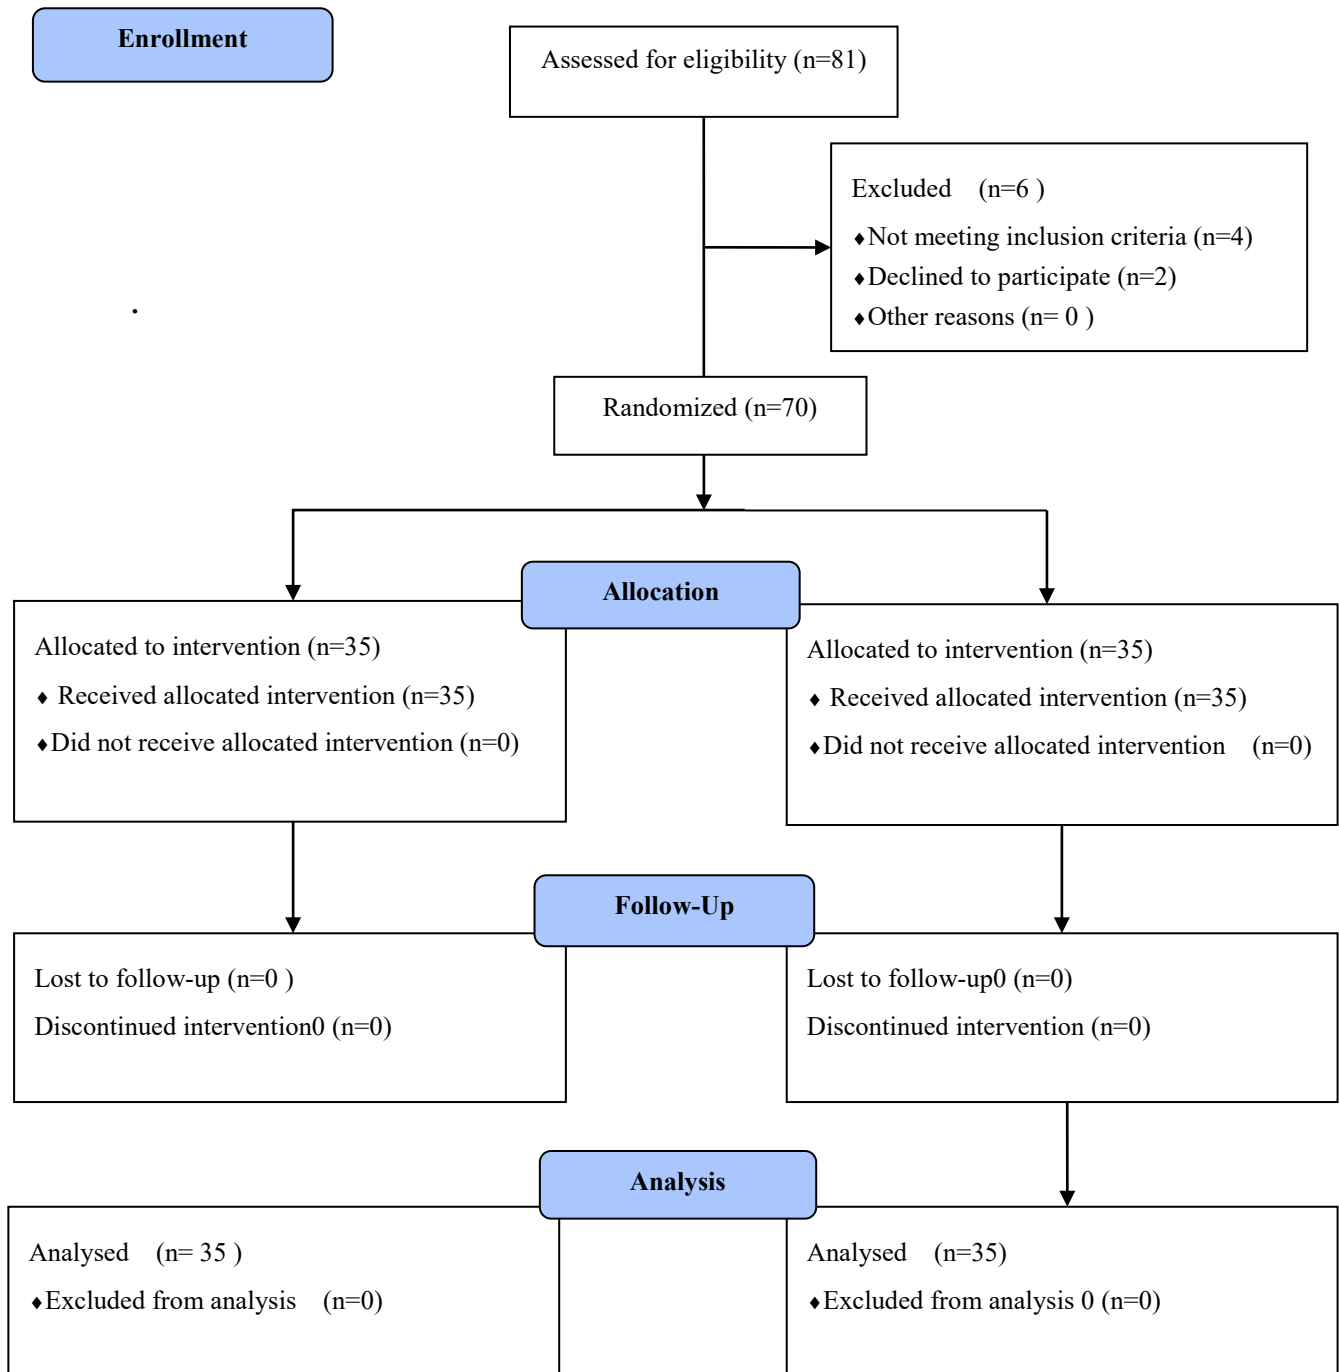 Enrollment
Assessed for eligibility (n=81)
Excluded (n=6 )
♦Not meeting inclusion criteria (n=4)
♦Declined to participate (n=2)
♦Other reasons (n= 0 )
.
Randomized (n=70)
Allocation
Allocated to intervention (n=35)
♦ Received allocated intervention (n=35)
♦Did not receive allocated intervention (n=0)
Allocated to intervention (n=35)
♦ Received allocated intervention (n=35)
♦Did not receive allocated intervention (n=0)
Follow-Up
Lost to follow-up (n=0 )
Discontinued intervention0 (n=0)
Lost to follow-up0 (n=0)
Discontinued intervention (n=0)
Analysis
Analysed (n= 35 )
♦Excluded from analysis (n=0)
Analysed (n=35)
♦Excluded from analysis 0 (n=0)